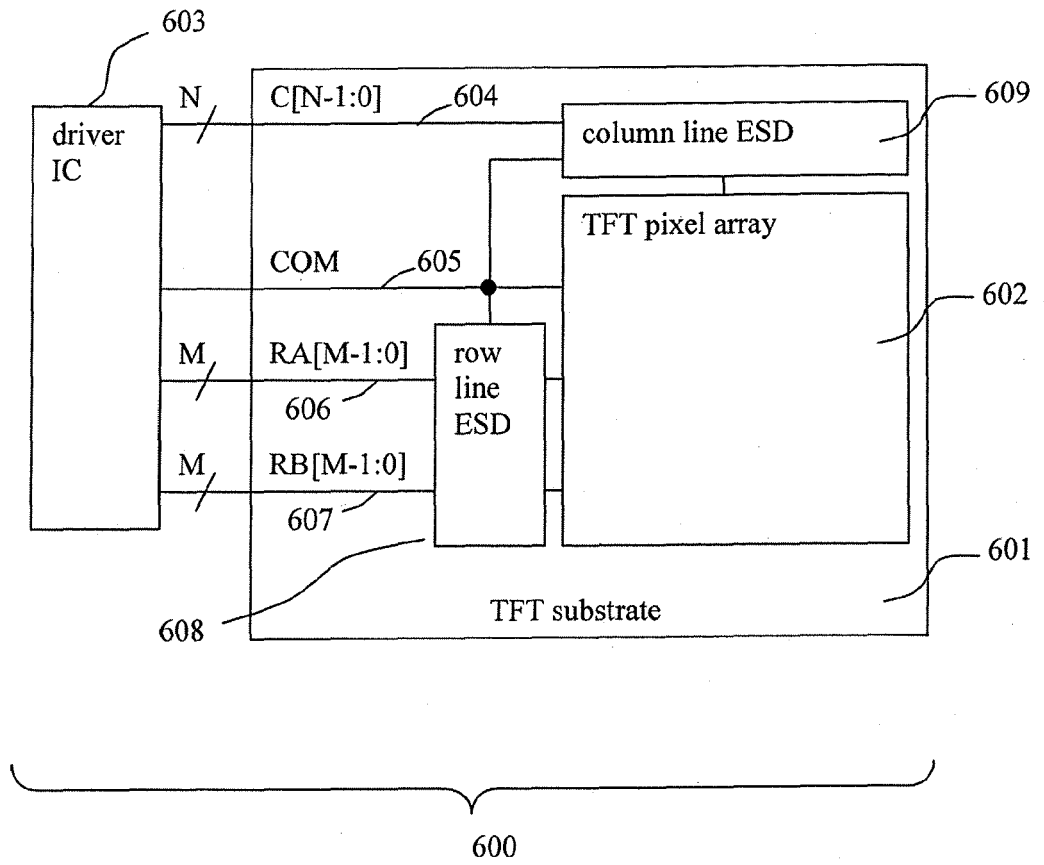 603
N
C[N-1:0]
604
609
driver
IC
column line ESD
TFT pixel array
COM
605
602
M
RA[M-1:0]
row
line
ESD
606
M
RB[M-1:0]
607
601
608
TFT substrate
600